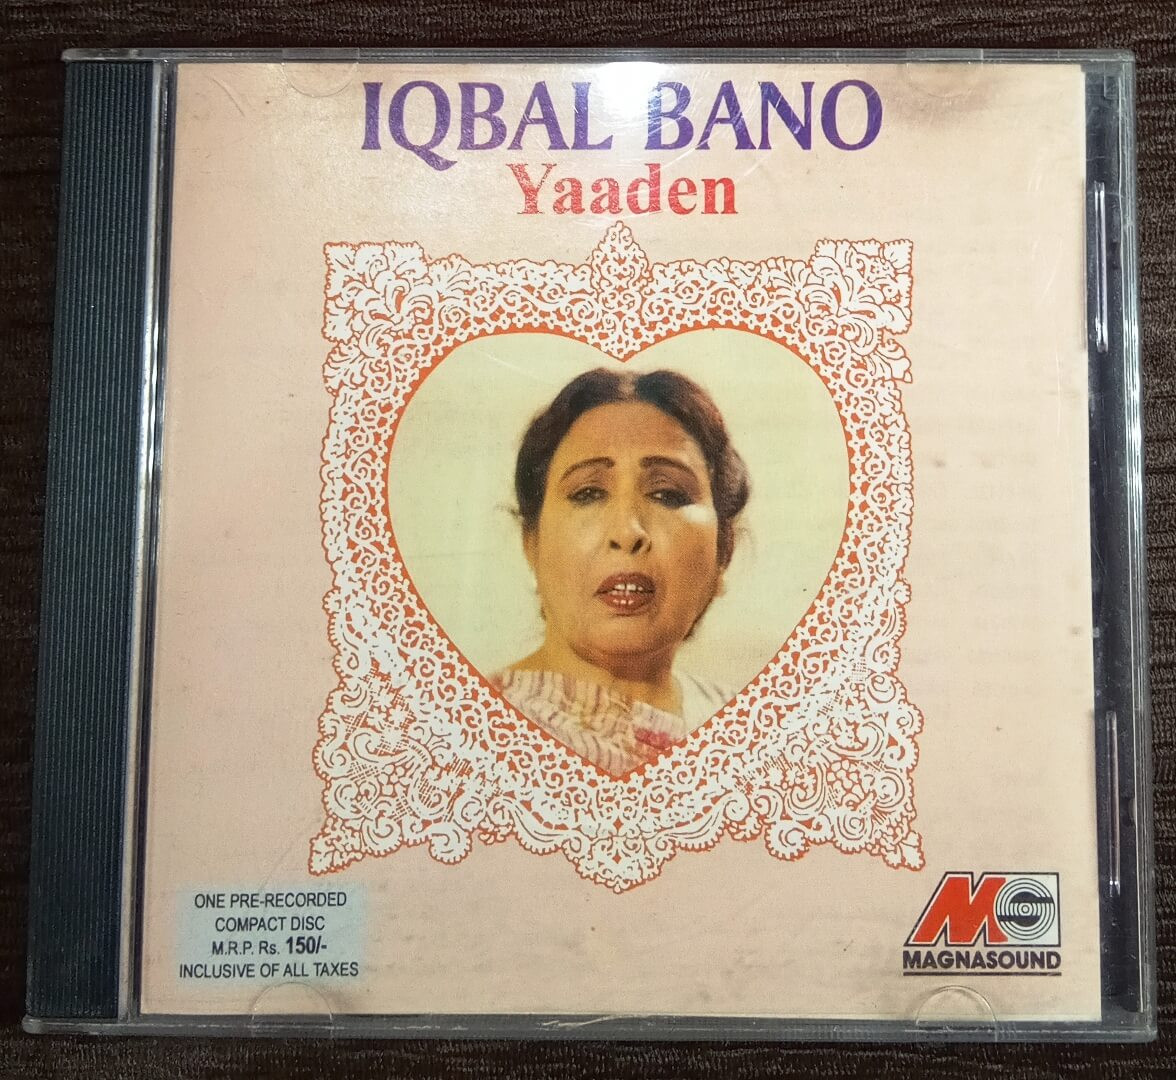 IQBAL BANO
Yaaden
ONE PRE-RECORDED
COMPACT DISC
M.R.P. Rs. 150/-
INCLUSIVE OF ALL TAXES
MAGNASOUND